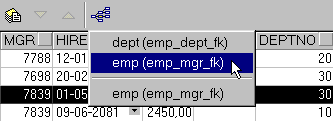 dept (emp_dept_fk)
MGR HIRE DEPTNO
emp (emp_mgr_fk)
7788 12-01 20
7698 20-02 30
emp (emp_mgr_fk)
7839 01-05 30
7839 09-06-2081 2450,00 10